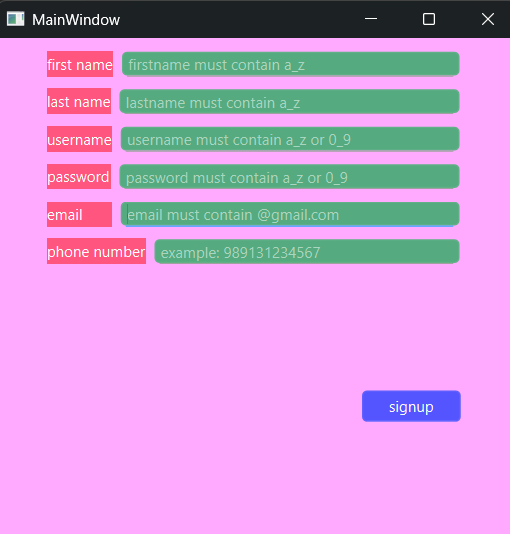 MainWindow
first name firstname must contain a_z
last name lastname must contain a_z
username username must contain a_z or 0_9
password password must contain a_z or 0_9
email email must contain @gmail.com
phone number example: 989131234567
signup